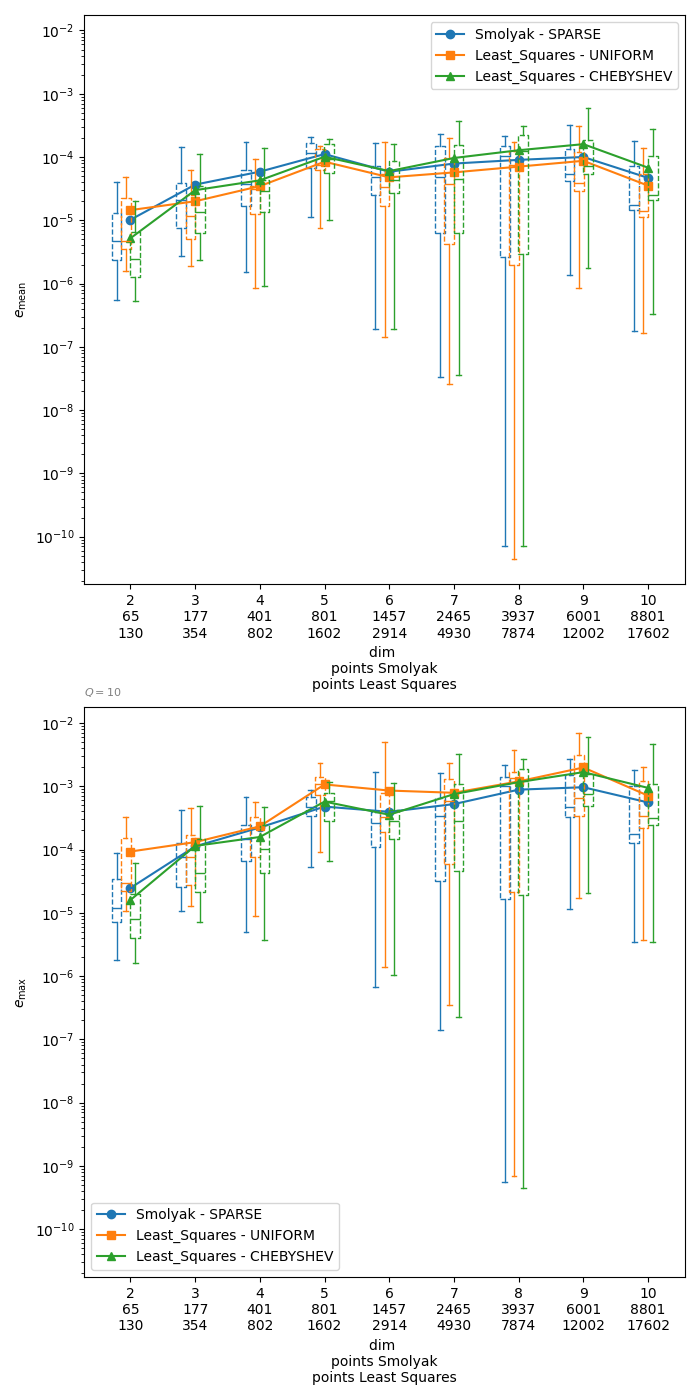 10⁻²
10⁻³
10⁻⁴
10⁻⁵
10⁻⁶
10⁻⁷
10⁻⁸
10⁻⁹
10⁻¹⁰
e_mean
Smolyak - SPARSE
Least_Squares - UNIFORM
Least_Squares - CHEBYSHEV
2 3 4 5 6 7 8 9 10
65 177 401 801 1457 2465 3937 6001 8801
130 354 802 1602 2914 4930 7874 12002 17602
dim
points Smolyak
points Least Squares
Q = 10
10⁻²
10⁻³
10⁻⁴
10⁻⁵
10⁻⁶
10⁻⁷
10⁻⁸
10⁻⁹
10⁻¹⁰
e_max
Smolyak - SPARSE
Least_Squares - UNIFORM
Least_Squares - CHEBYSHEV
2 3 4 5 6 7 8 9 10
65 177 401 801 1457 2465 3937 6001 8801
130 354 802 1602 2914 4930 7874 12002 17602
dim
points Smolyak
points Least Squares